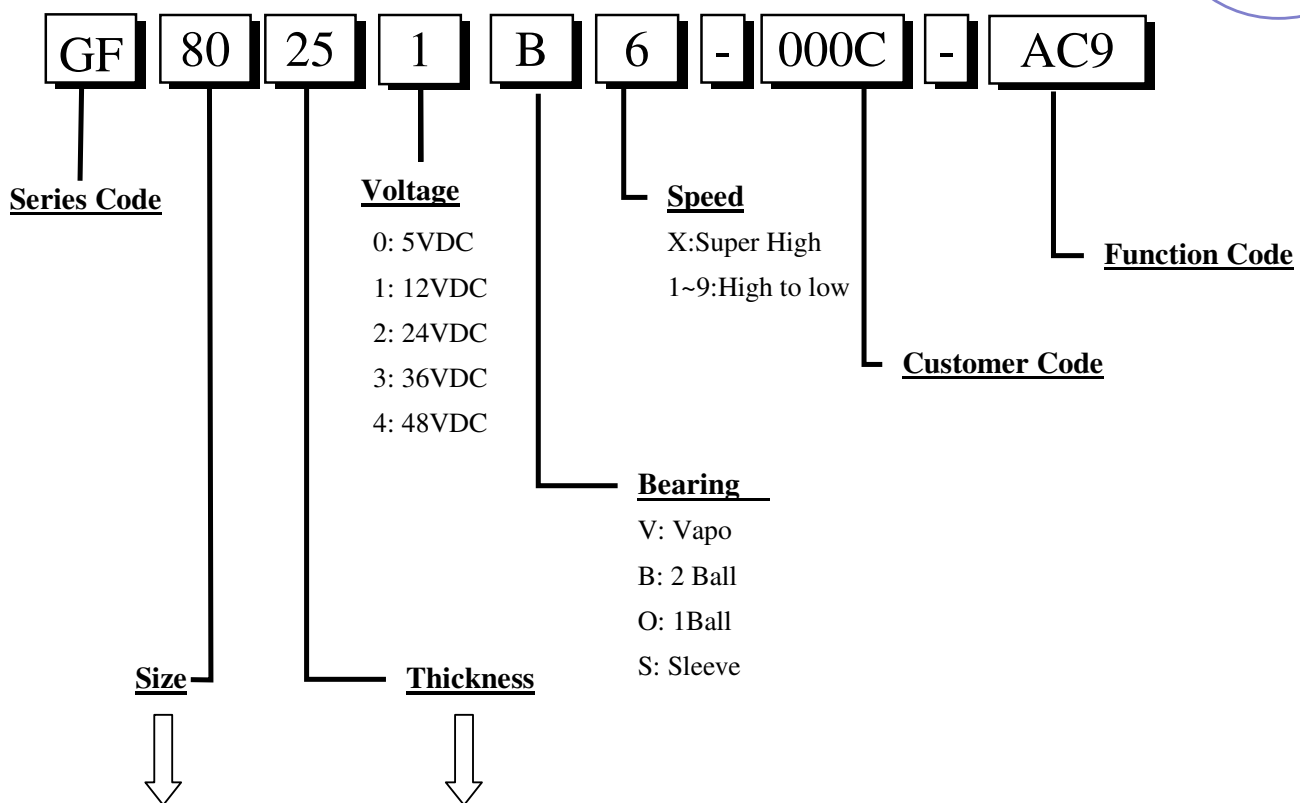 GF 80 25 1 B 6 - 000C - AC9
Series Code
Voltage
0: 5VDC
1: 12VDC
2: 24VDC
3: 36VDC
4: 48VDC
Speed
X:Super High
1~9:High to low
Function Code
Customer Code
Bearing
V: Vapo
B: 2 Ball
O: 1Ball
S: Sleeve
Size
Thickness